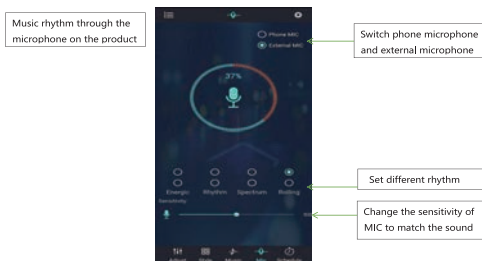 Music rhythm through the
microphone on the product
Phone MIC
External MIC
Switch phone microphone
and external microphone
37%
Energic Rhythm Spectrum Rolling
Set different rhythm
Sensitivity
Change the sensitivity of
MIC to match the sound
Adjust Style Music Mic Schedule